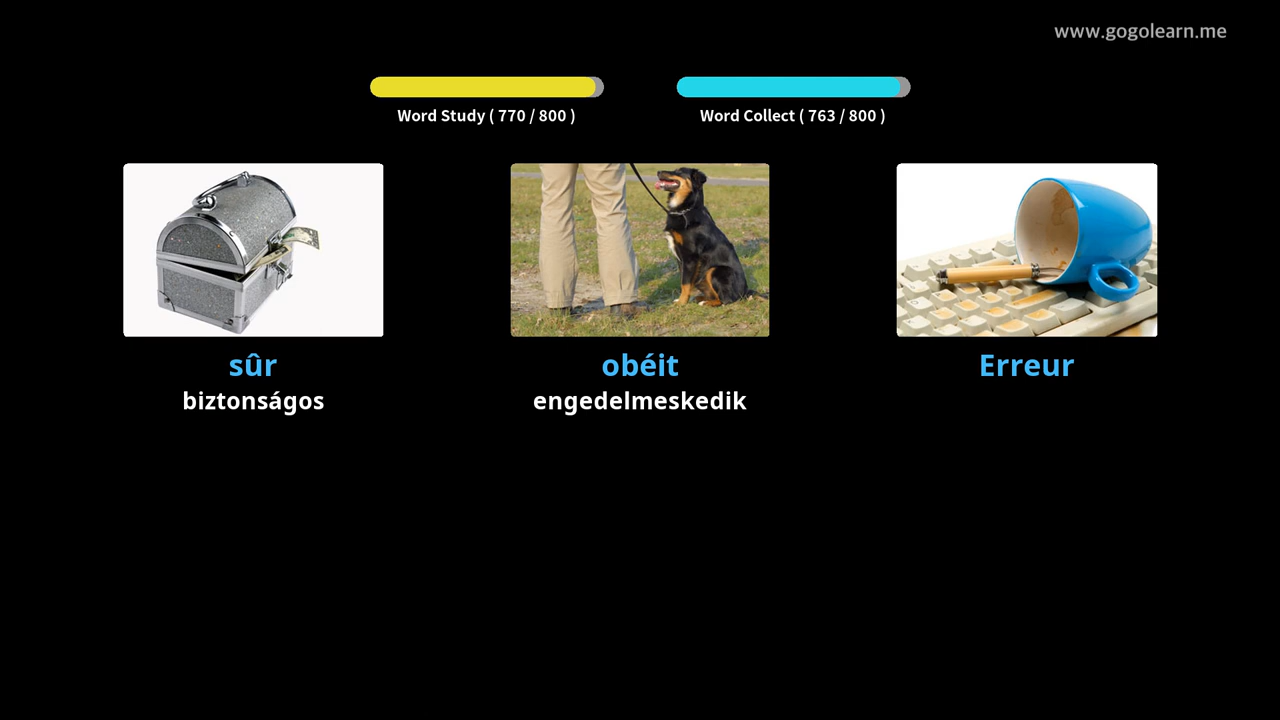 www.gogolearn.me
Word Study ( 770 / 800 )
Word Collect ( 763 / 800 )
sûr
obéit
Erreur
biztonságos
engedelmeskedik